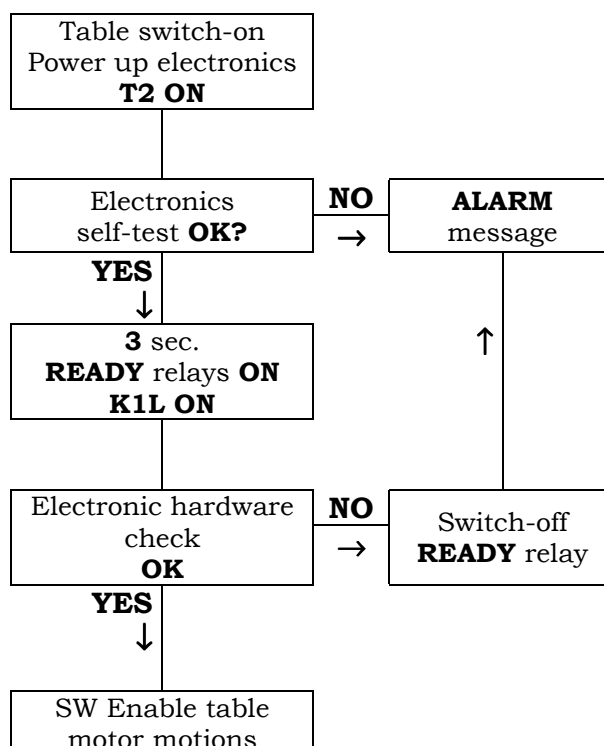 Table switch-on
Power up electronics
T2 ON
Electronics
self-test OK?
NO
→
ALARM
message
YES
↓
3 sec.
READY relays ON
K1L ON
↑
Electronic hardware
check
OK
NO
→
Switch-off
READY relay
YES
↓
SW Enable table
motor motions